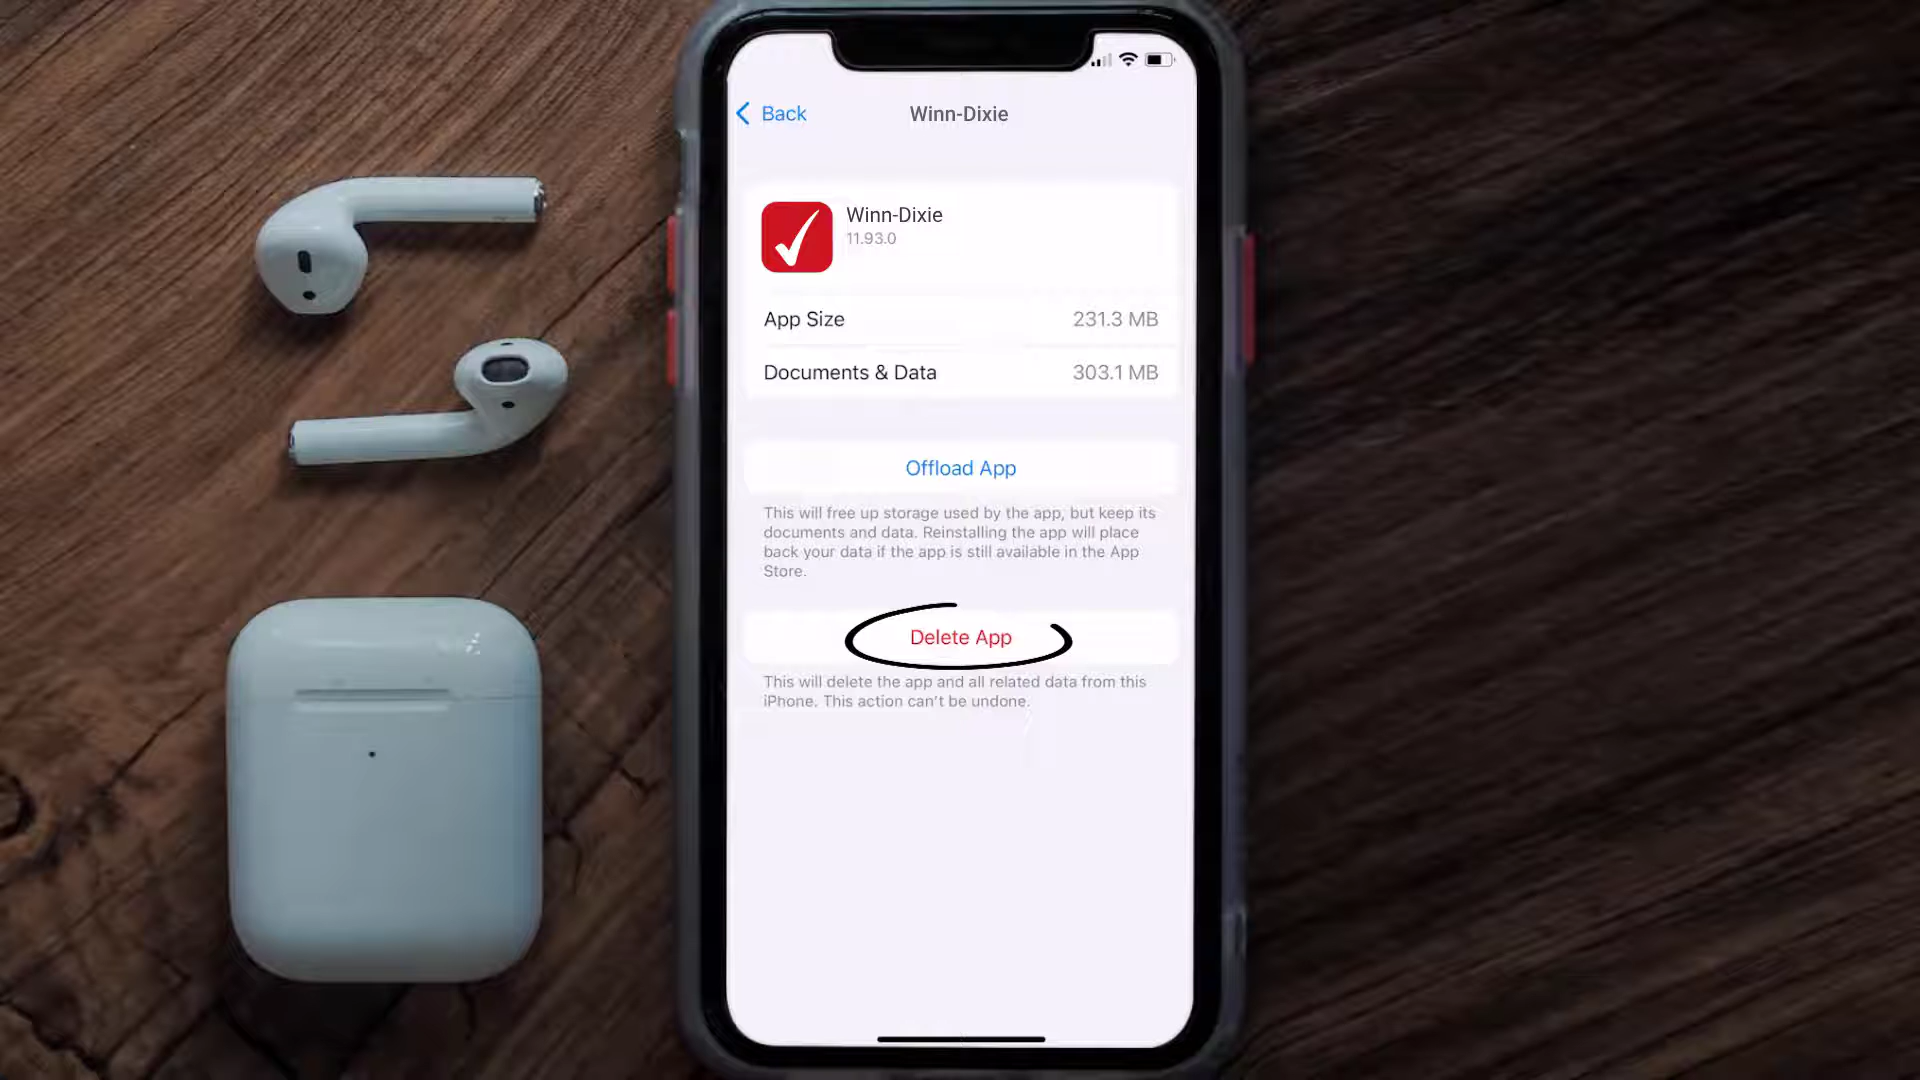 Back
Winn-Dixie
Winn-Dixie
11.93.0
App Size
231.3 MB
Documents & Data
303.1 MB
Offload App
This will free up storage used by the app, but keep its
documents and data. Reinstalling the app will place
back your data if the app is still available in the App
Store.
Delete App
This will delete the app and all related data from this
iPhone. This action can't be undone.